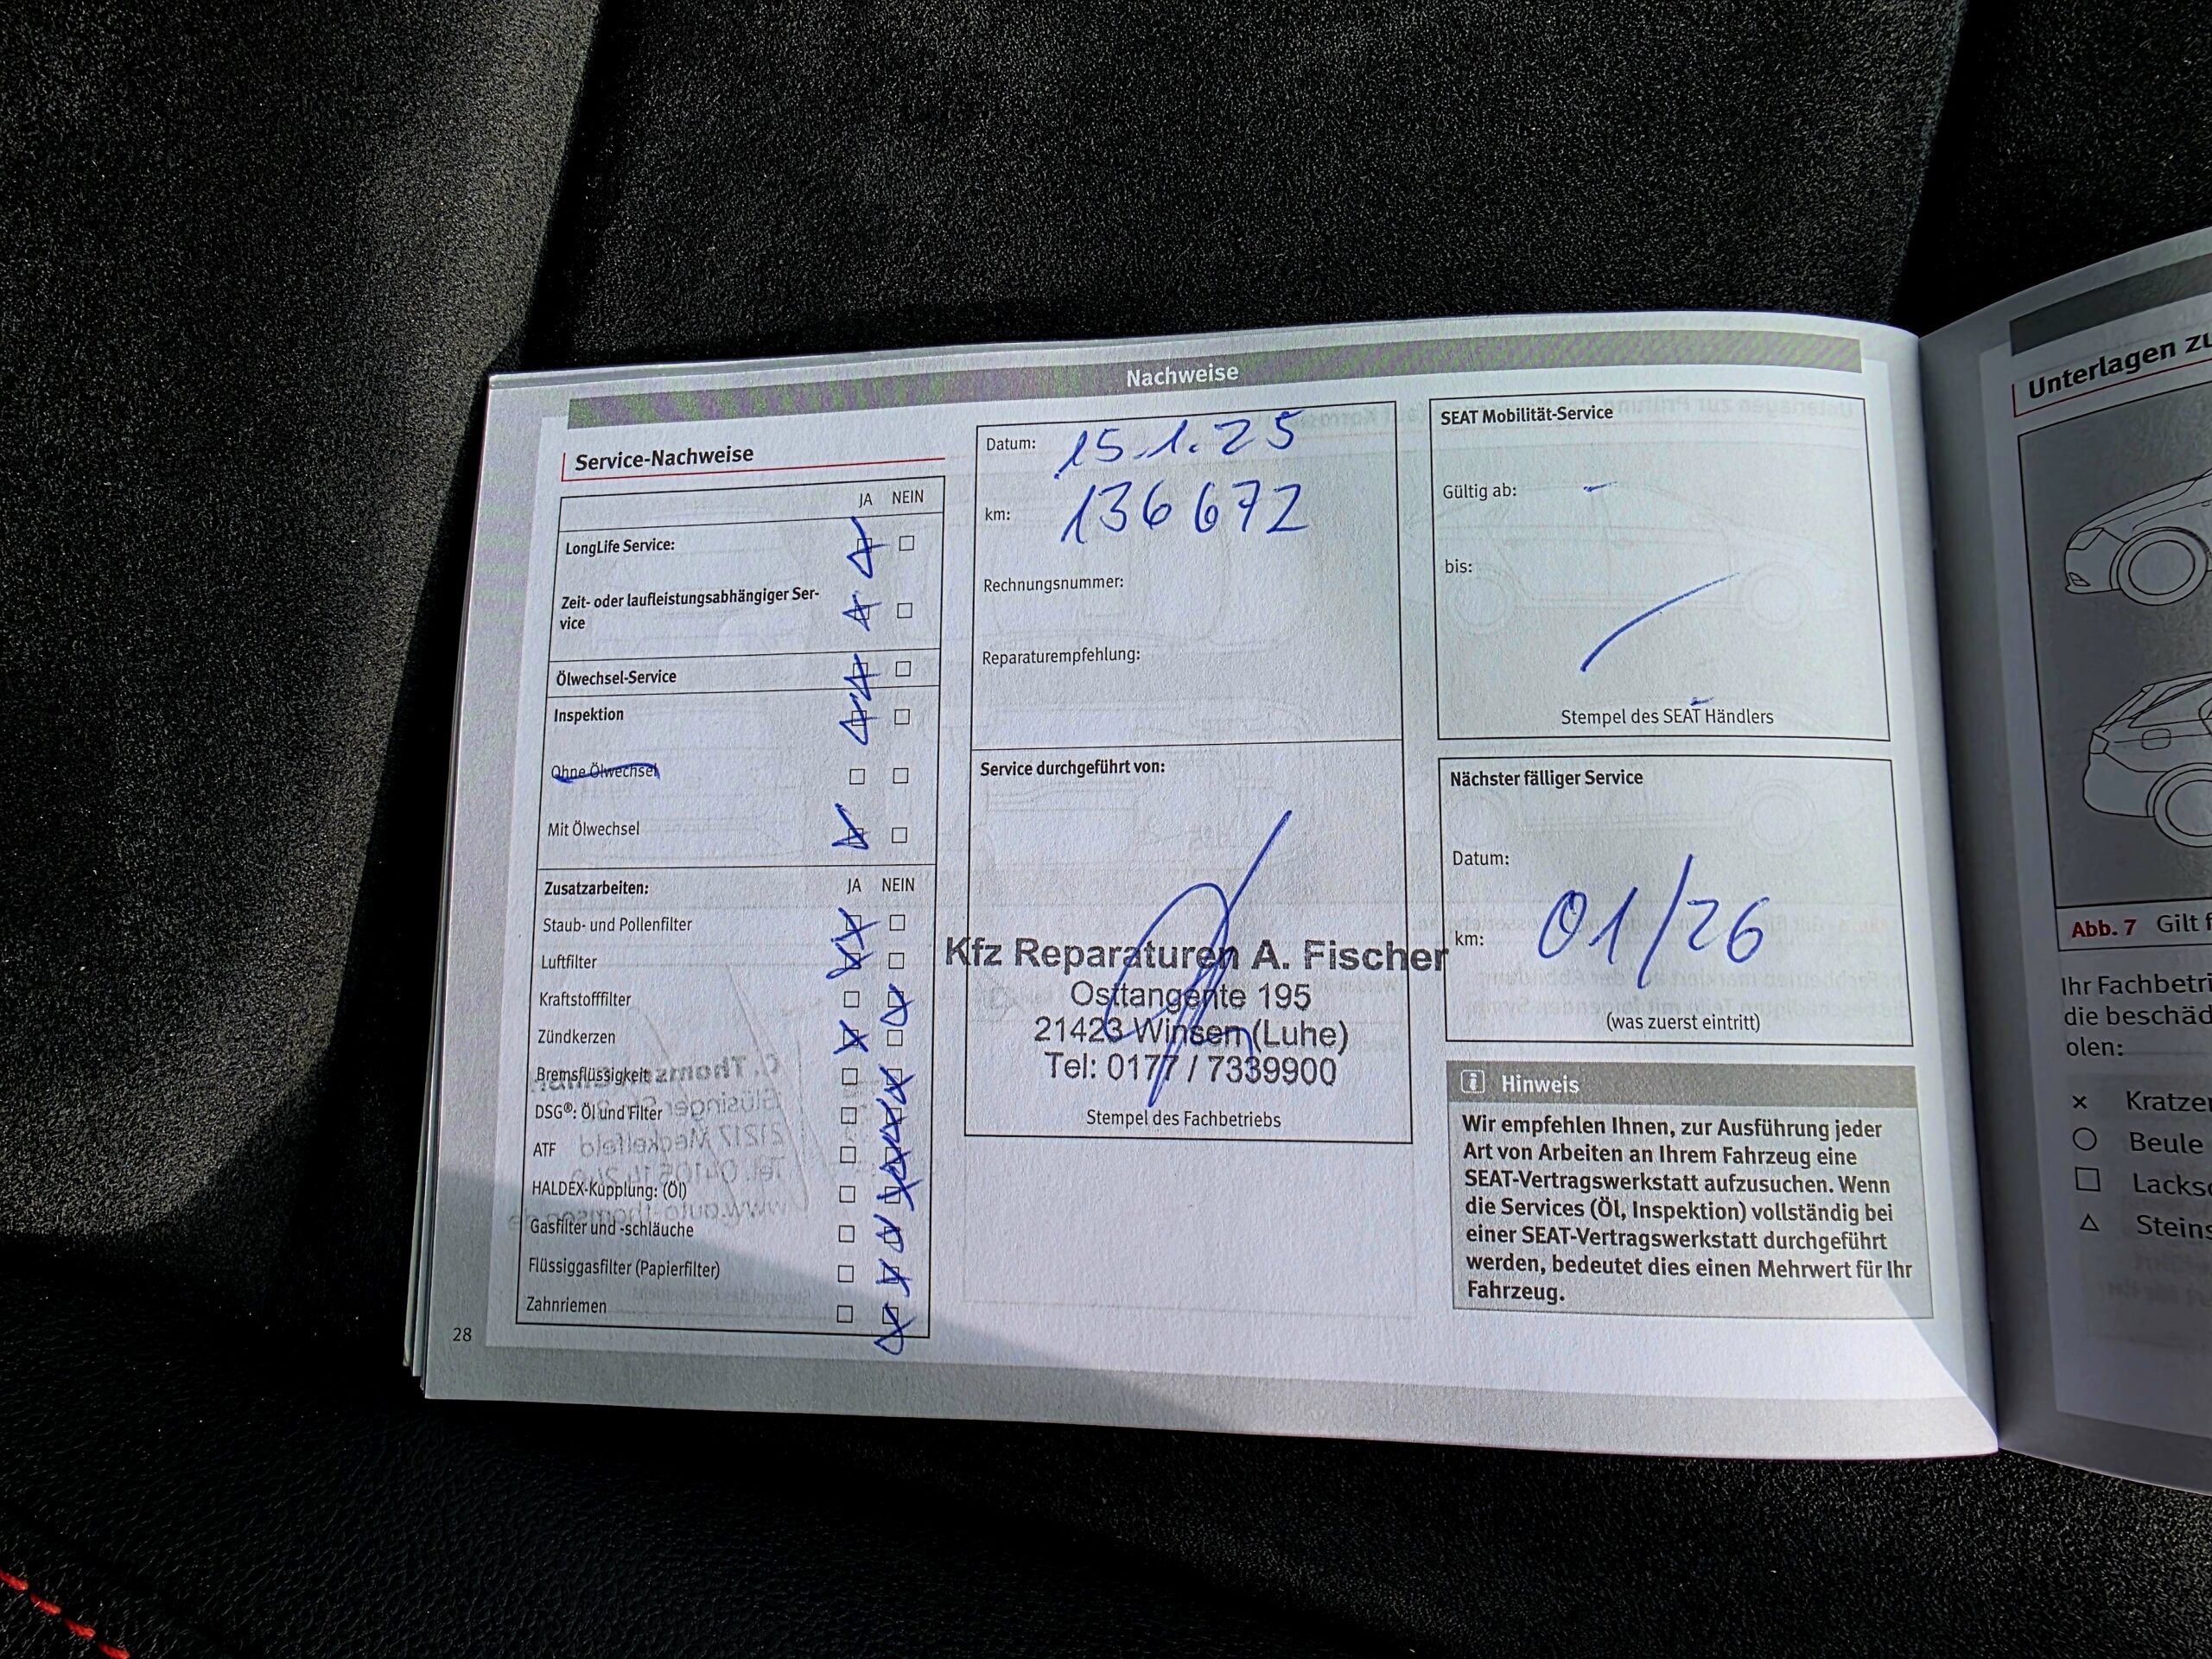 Nachweise
Service-Nachweise
JA NEIN
LongLife Service:
Zeit- oder laufleistungsabhängiger Ser-
vice
Ölwechsel-Service
Inspektion
Ohne Ölwechsel
Mit Ölwechsel
Zusatzarbeiten: JA NEIN
Staub- und Pollenfilter
Luftfilter
Kraftstofffilter
Zündkerzen
Bremsflüssigkeit
DSG®: Öl und Filter
ATF
HALDEX-Kupplung: (Öl)
Gasfilter und -schläuche
Flüssiggasfilter (Papierfilter)
Zahnriemen
28
Datum: 15.1.25
km: 136672
Rechnungsnummer:
Reparaturempfehlung:
Service durchgeführt von:
Kfz Reparaturen A. Fischer
Osttangente 195
21423 Winsen (Luhe)
Tel: 0177 / 7339900
Stempel des Fachbetriebs
SEAT Mobilität-Service
Gültig ab: -
bis:
Stempel des SEAT Händlers
Nächster fälliger Service
Datum:
01/26
km:
(was zuerst eintritt)
i Hinweis
Wir empfehlen Ihnen, zur Ausführung jeder
Art von Arbeiten an Ihrem Fahrzeug eine
SEAT-Vertragswerkstatt aufzusuchen. Wenn
die Services (Öl, Inspektion) vollständig bei
einer SEAT-Vertragswerkstatt durchgeführt
werden, bedeutet dies einen Mehrwert für Ihr
Fahrzeug.
Unterlagen zu
Abb. 7 Gilt f
Ihr Fachbetri
die beschäd
olen:
Kratzer
Beule
Lacksc
Steins